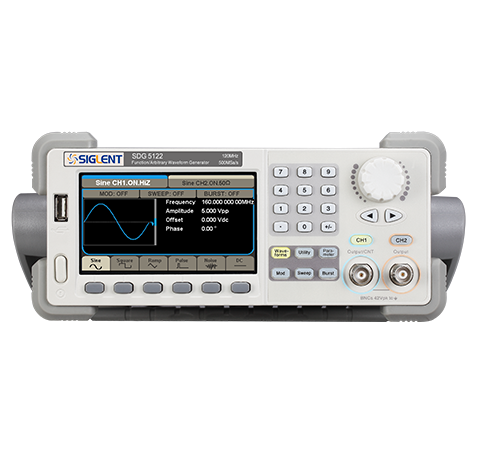 SIGLENT
SDG 5122
Function/Arbitrary Waveform Generator
120MHz
500MSa/s
Sine CH1.ON.HiZ
Sine CH2.ON.50Ω
MOD: OFF
SWEEP: OFF
BURST: OFF
Frequency 160.000 000.00MHz
Amplitude 5.000 Vpp
Offset 0.000 Vdc
Phase 0.00 °
Sine
Square
Ramp
Pulse
Noise
DC
7 8 9
4 5 6
1 2 3
. 0 +/-
Wave-
forms
Utility
Para-
meter
Mod
Sweep
Burst
CH1
CH2
Output/CNT
Output